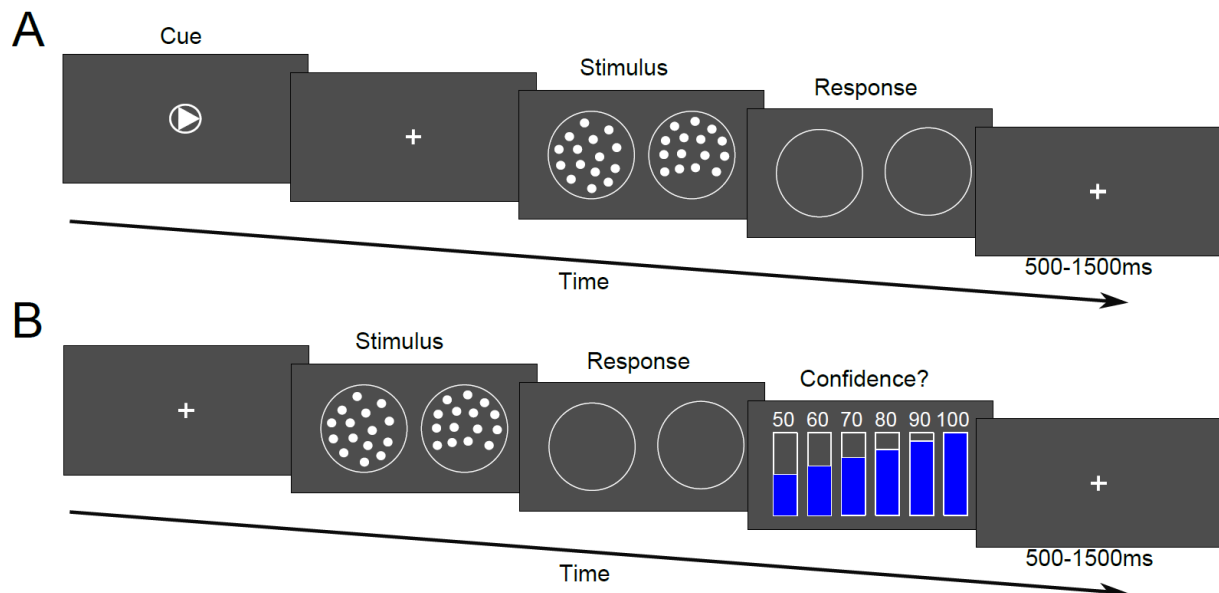 A
Cue
Stimulus
Response
500-1500ms
Time
B
Stimulus
Response
Confidence?
50 60 70 80 90 100
500-1500ms
Time